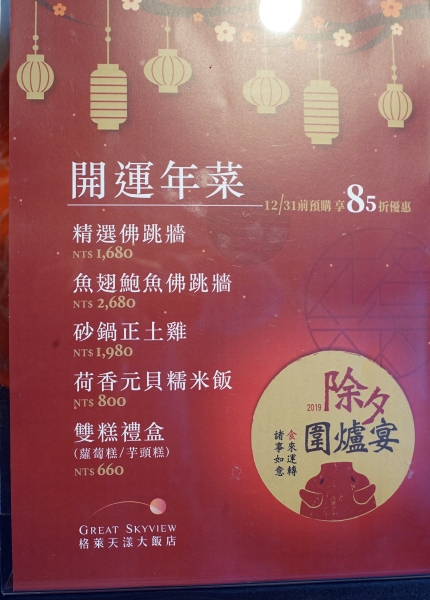 開運年菜
12/31前預購 享85折優惠
精選佛跳牆
NT$ 1,680
魚翅鮑魚佛跳牆
NT$ 2,680
砂鍋正土雞
NT$ 1,980
荷香元貝糯米飯
NT$ 800
雙糕禮盒
(蘿蔔糕/芋頭糕)
NT$ 660
2019
除夕
圍爐宴
食來運轉
諸事如意
GREAT SKYVIEW
格萊天漾大飯店